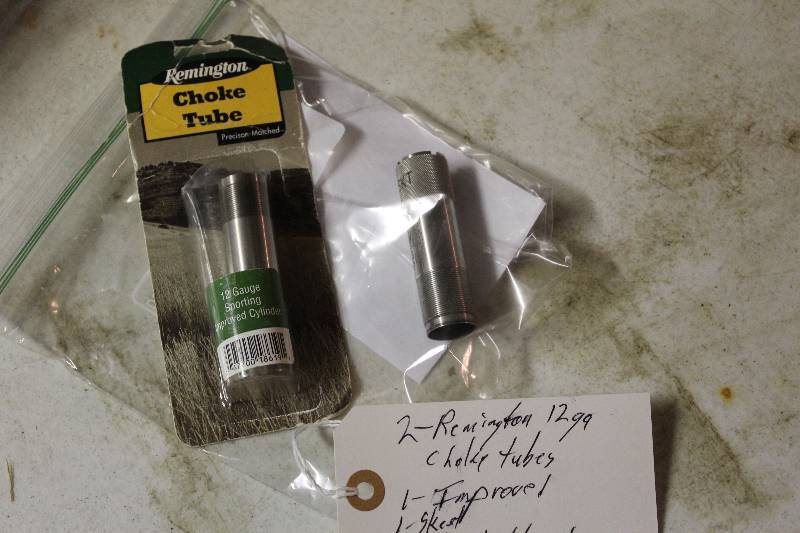 Remington
Choke
Tube
Precision-Matched
12 Gauge
Sporting
Improved Cylinder
2-Remington 12ga
choke tubes
1-Improved
1-Skeet